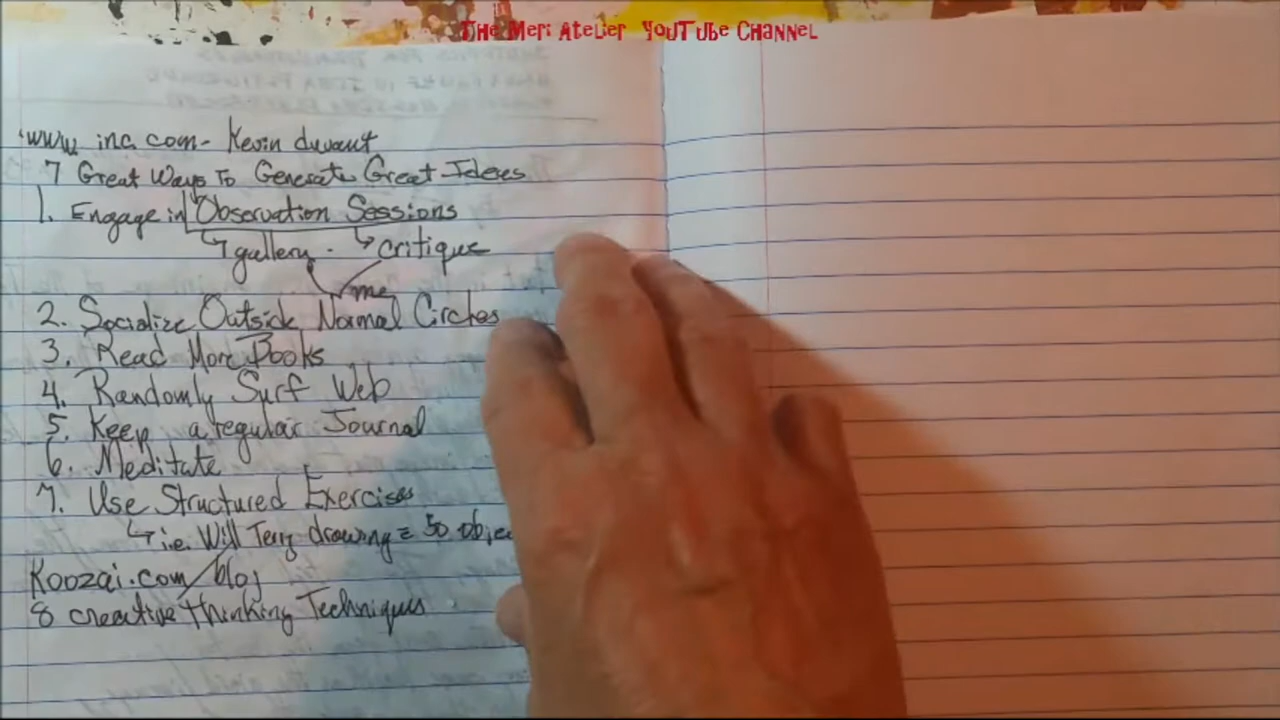 The Meri Atelier YouTube Channel
www inc. com - Kevin duvant
7 Great Ways To Generate Great Ideas
1. Engage in Observation Sessions
↳ gallery. ↳ critique
me
2. Socialize Outside Normal Circles
3. Read More Books
4. Randomly Surf Web
5. Keep a regular Journal
6. Meditate
7. Use Structured Exercises
↳ i.e. Will Terry drawing = 50 objec
Koozai.com/blog
8 creative thinking Techniques